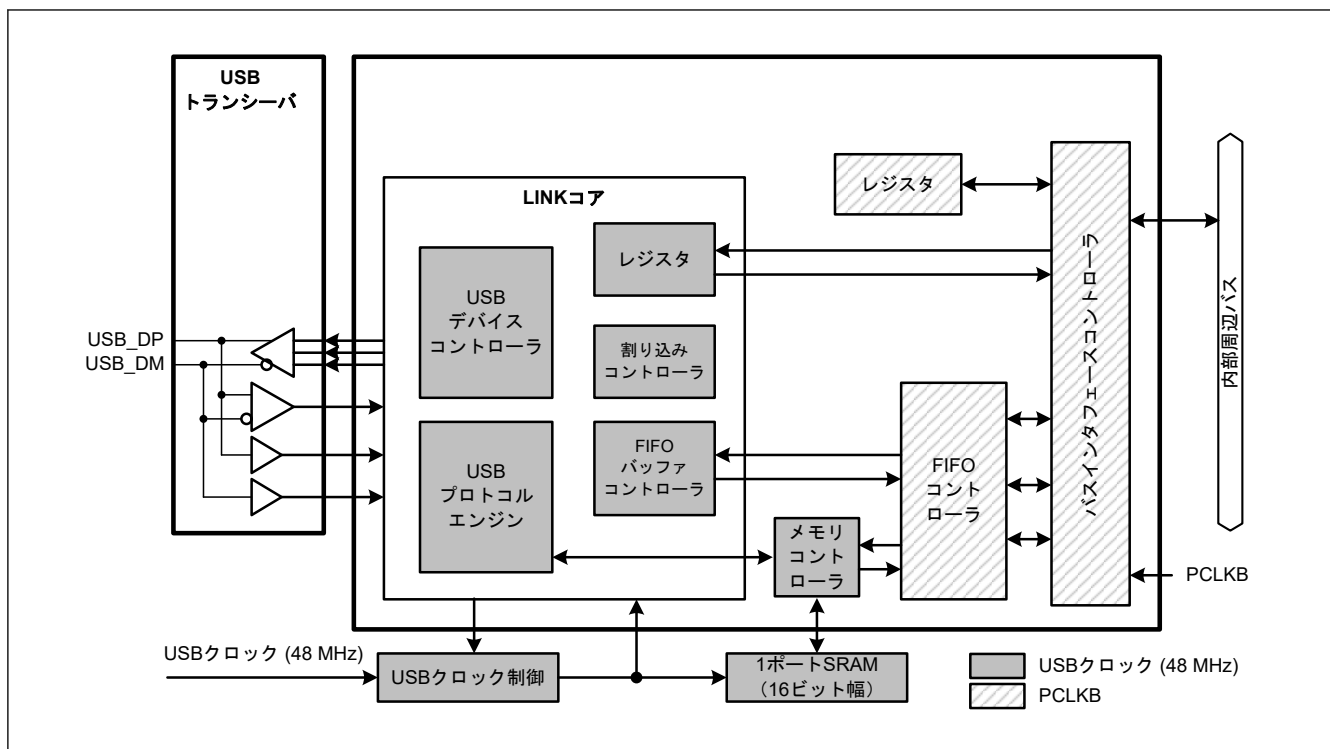 USB
トランシーバ
LINKコア
レジスタ
レジスタ
USB
デバイス
コントローラ
割り込み
コントローラ
USB_DP
USB_DM
USB
プロトコル
エンジン
FIFO
バッファ
コントローラ
メモリ
コント
ローラ
FIFO
コント
ローラ
バスインタフェースコントローラ
内部周辺バス
PCLKB
USBクロック (48 MHz)
USBクロック制御
1ポートSRAM
（16ビット幅）
USBクロック (48 MHz)
PCLKB